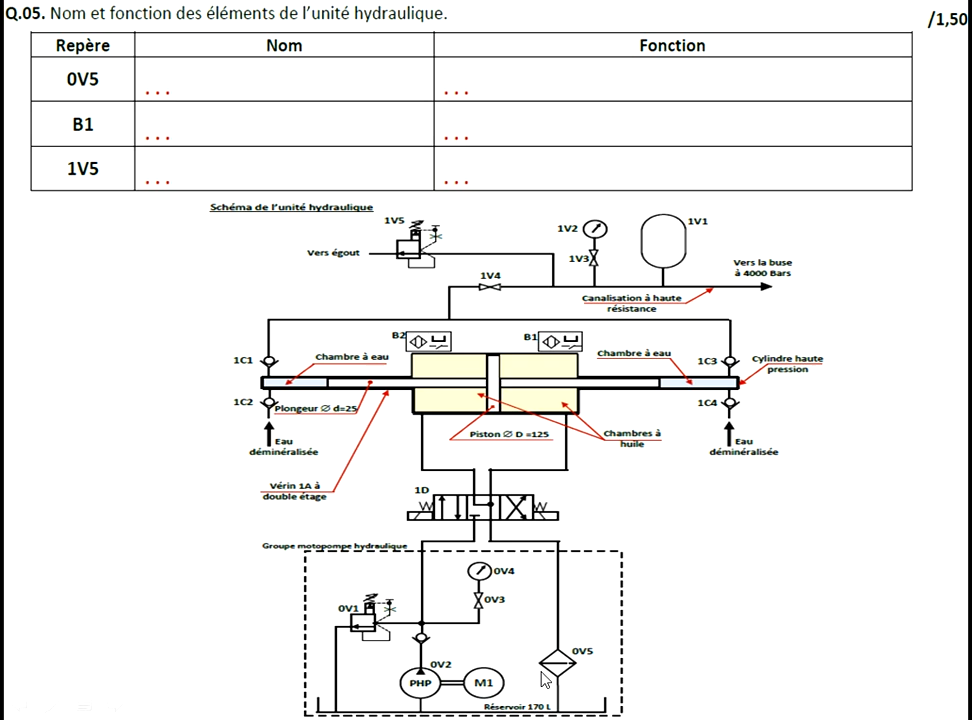 Q.05. Nom et fonction des éléments de l’unité hydraulique.
/1,50
Repère Nom Fonction
0V5 ... ...
B1 ... ...
1V5 ... ...
Schéma de l’unité hydraulique
1V5
1V2
1V1
Vers égout
1V3
Vers la buse
à 4000 Bars
1V4
Canalisation à haute
résistance
B2
B1
1C1
Chambre à eau
Chambre à eau
1C3
Cylindre haute
pression
1C2
Plongeur ∅ d=25
1C4
Eau
déminéralisée
Piston ∅ D =125
Chambres à
huile
Eau
déminéralisée
Vérin 1A à
double étage
1D
Groupe motopompe hydraulique
0V4
0V3
0V1
0V2
0V5
PHP
M1
Réservoir 170 L